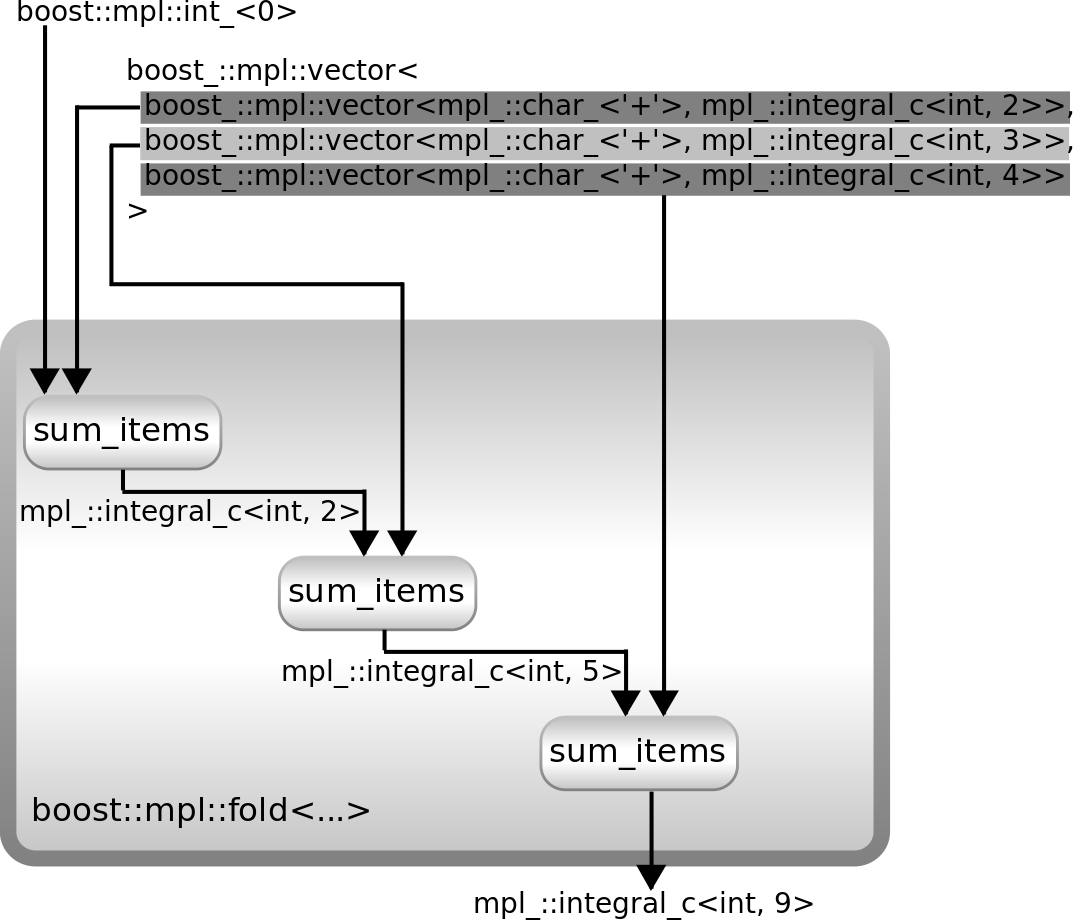 boost::mpl::int_<0>
boost_::mpl::vector<
boost_::mpl::vector<mpl_::char_<'+'>, mpl_::integral_c<int, 2>>,
boost_::mpl::vector<mpl_::char_<'+'>, mpl_::integral_c<int, 3>>,
boost_::mpl::vector<mpl_::char_<'+'>, mpl_::integral_c<int, 4>>
>
sum_items
mpl_::integral_c<int, 2>
sum_items
mpl_::integral_c<int, 5>
sum_items
boost::mpl::fold<...>
mpl_::integral_c<int, 9>